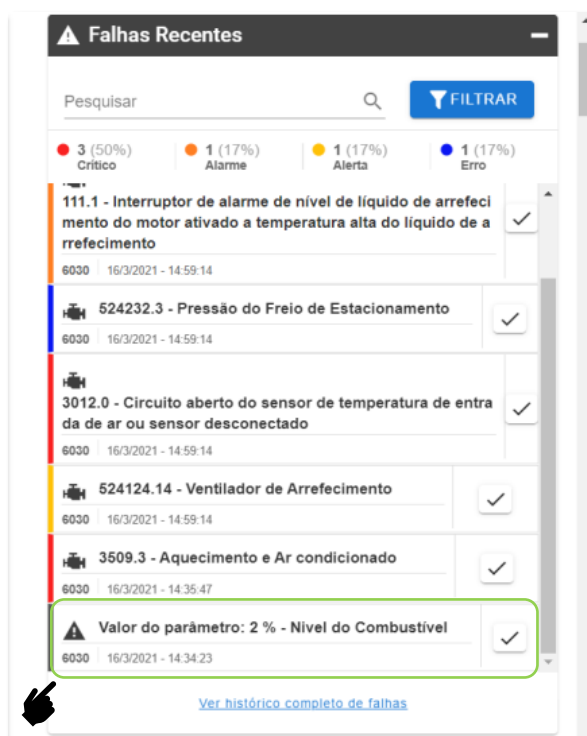 Falhas Recentes
Pesquisar
FILTRAR
3 (50%) 1 (17%) 1 (17%) 1 (17%)
Crítico Alarme Alerta Erro
111.1 - Interruptor de alarme de nível de líquido de arrefeci
mento do motor ativado a temperatura alta do líquido de a
rrefecimento
6030 16/3/2021 - 14:59:14
524232.3 - Pressão do Freio de Estacionamento
6030 16/3/2021 - 14:59:14
3012.0 - Circuito aberto do sensor de temperatura de entra
da de ar ou sensor desconectado
6030 16/3/2021 - 14:59:14
524124.14 - Ventilador de Arrefecimento
6030 16/3/2021 - 14:59:14
3509.3 - Aquecimento e Ar condicionado
6030 16/3/2021 - 14:35:47
Valor do parâmetro: 2 % - Nivel do Combustível
6030 16/3/2021 - 14:34:23
Ver histórico completo de falhas